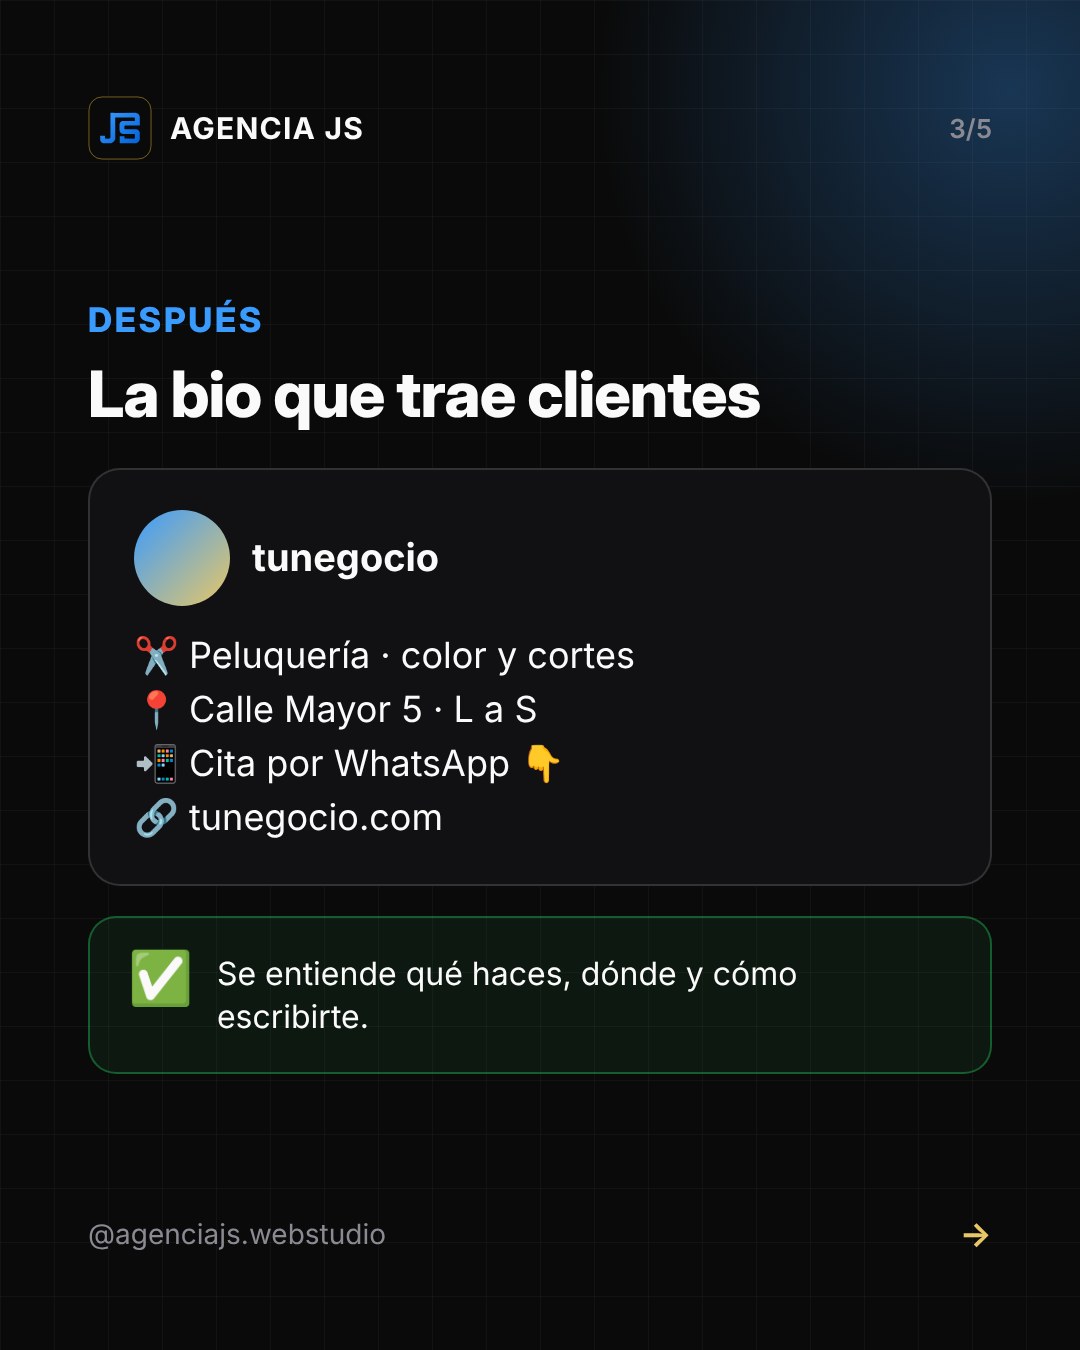 JS AGENCIA JS
3/5
DESPUÉS
La bio que trae clientes
tunegocio
✂️ Peluquería · color y cortes
📍 Calle Mayor 5 · L a S
📲 Cita por WhatsApp 👇
🔗 tunegocio.com
✅ Se entiende qué haces, dónde y cómo
escribirte.
@agenciajs.webstudio →